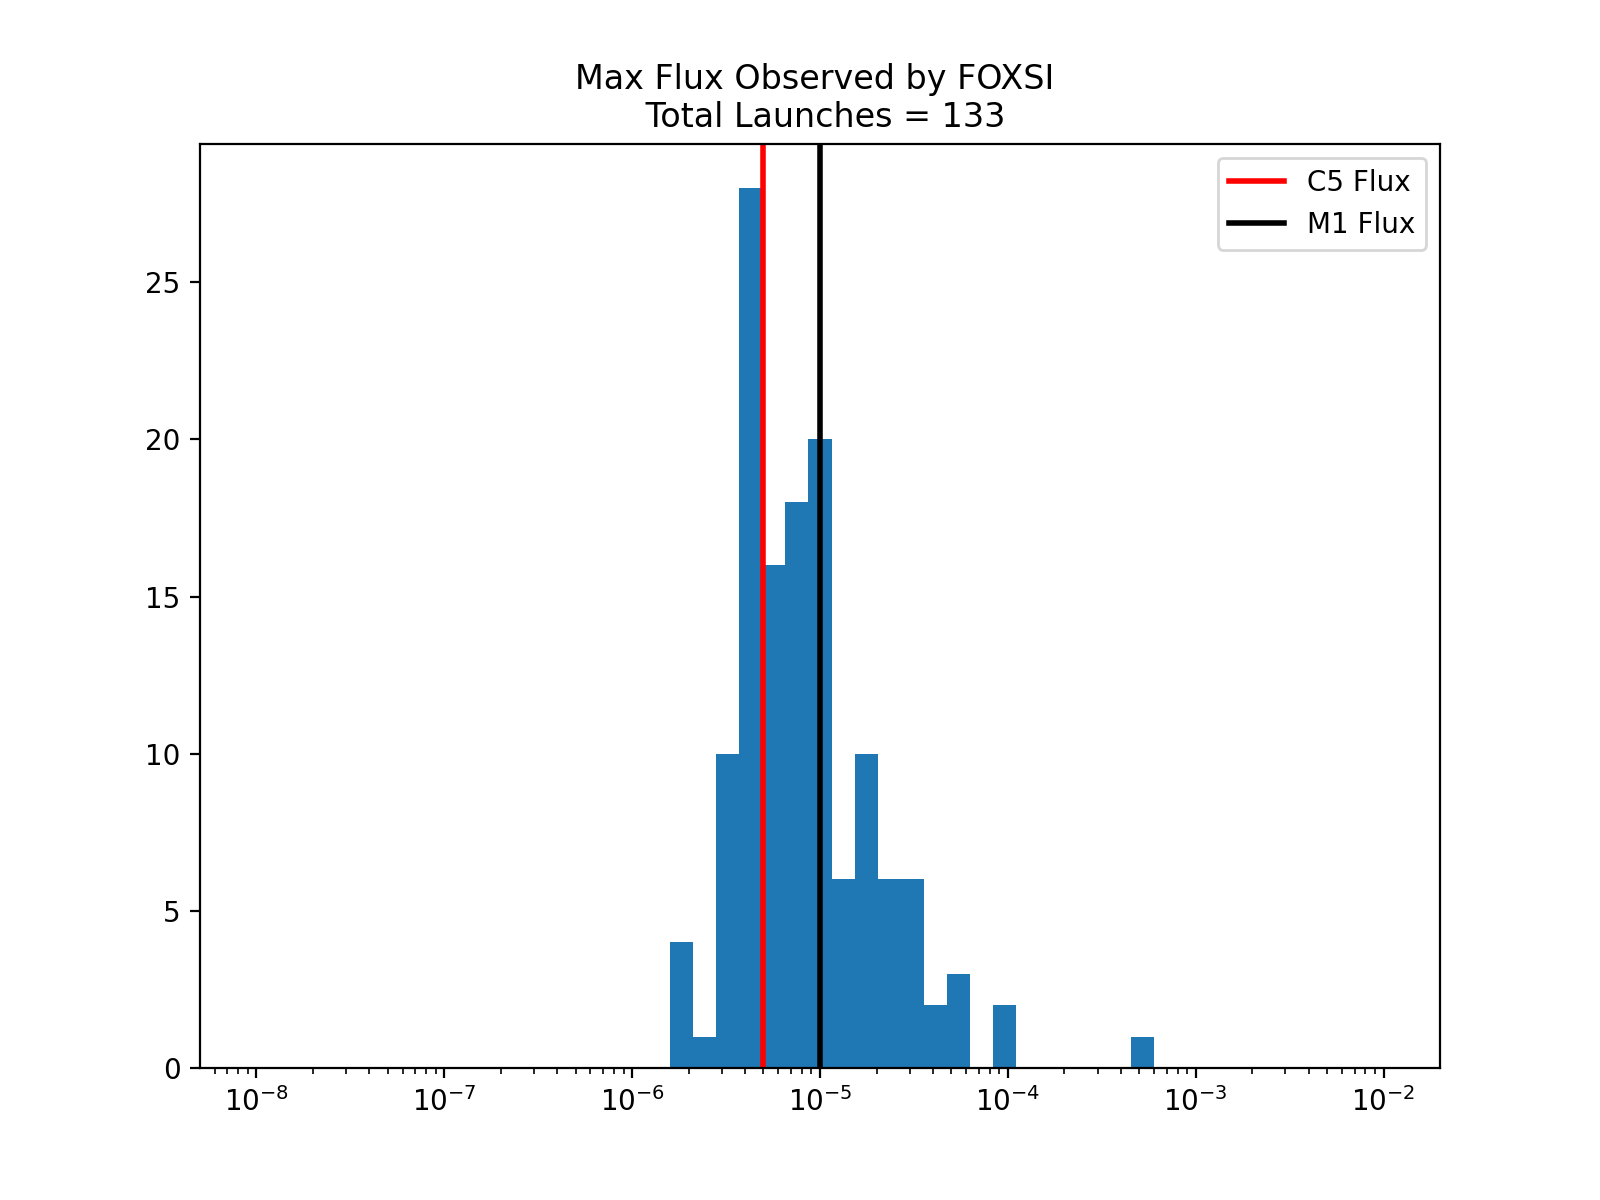 Max Flux Observed by FOXSI
Total Launches = 133
C5 Flux
M1 Flux
25
20
15
10
5
0
10⁻⁸ 10⁻⁷ 10⁻⁶ 10⁻⁵ 10⁻⁴ 10⁻³ 10⁻²